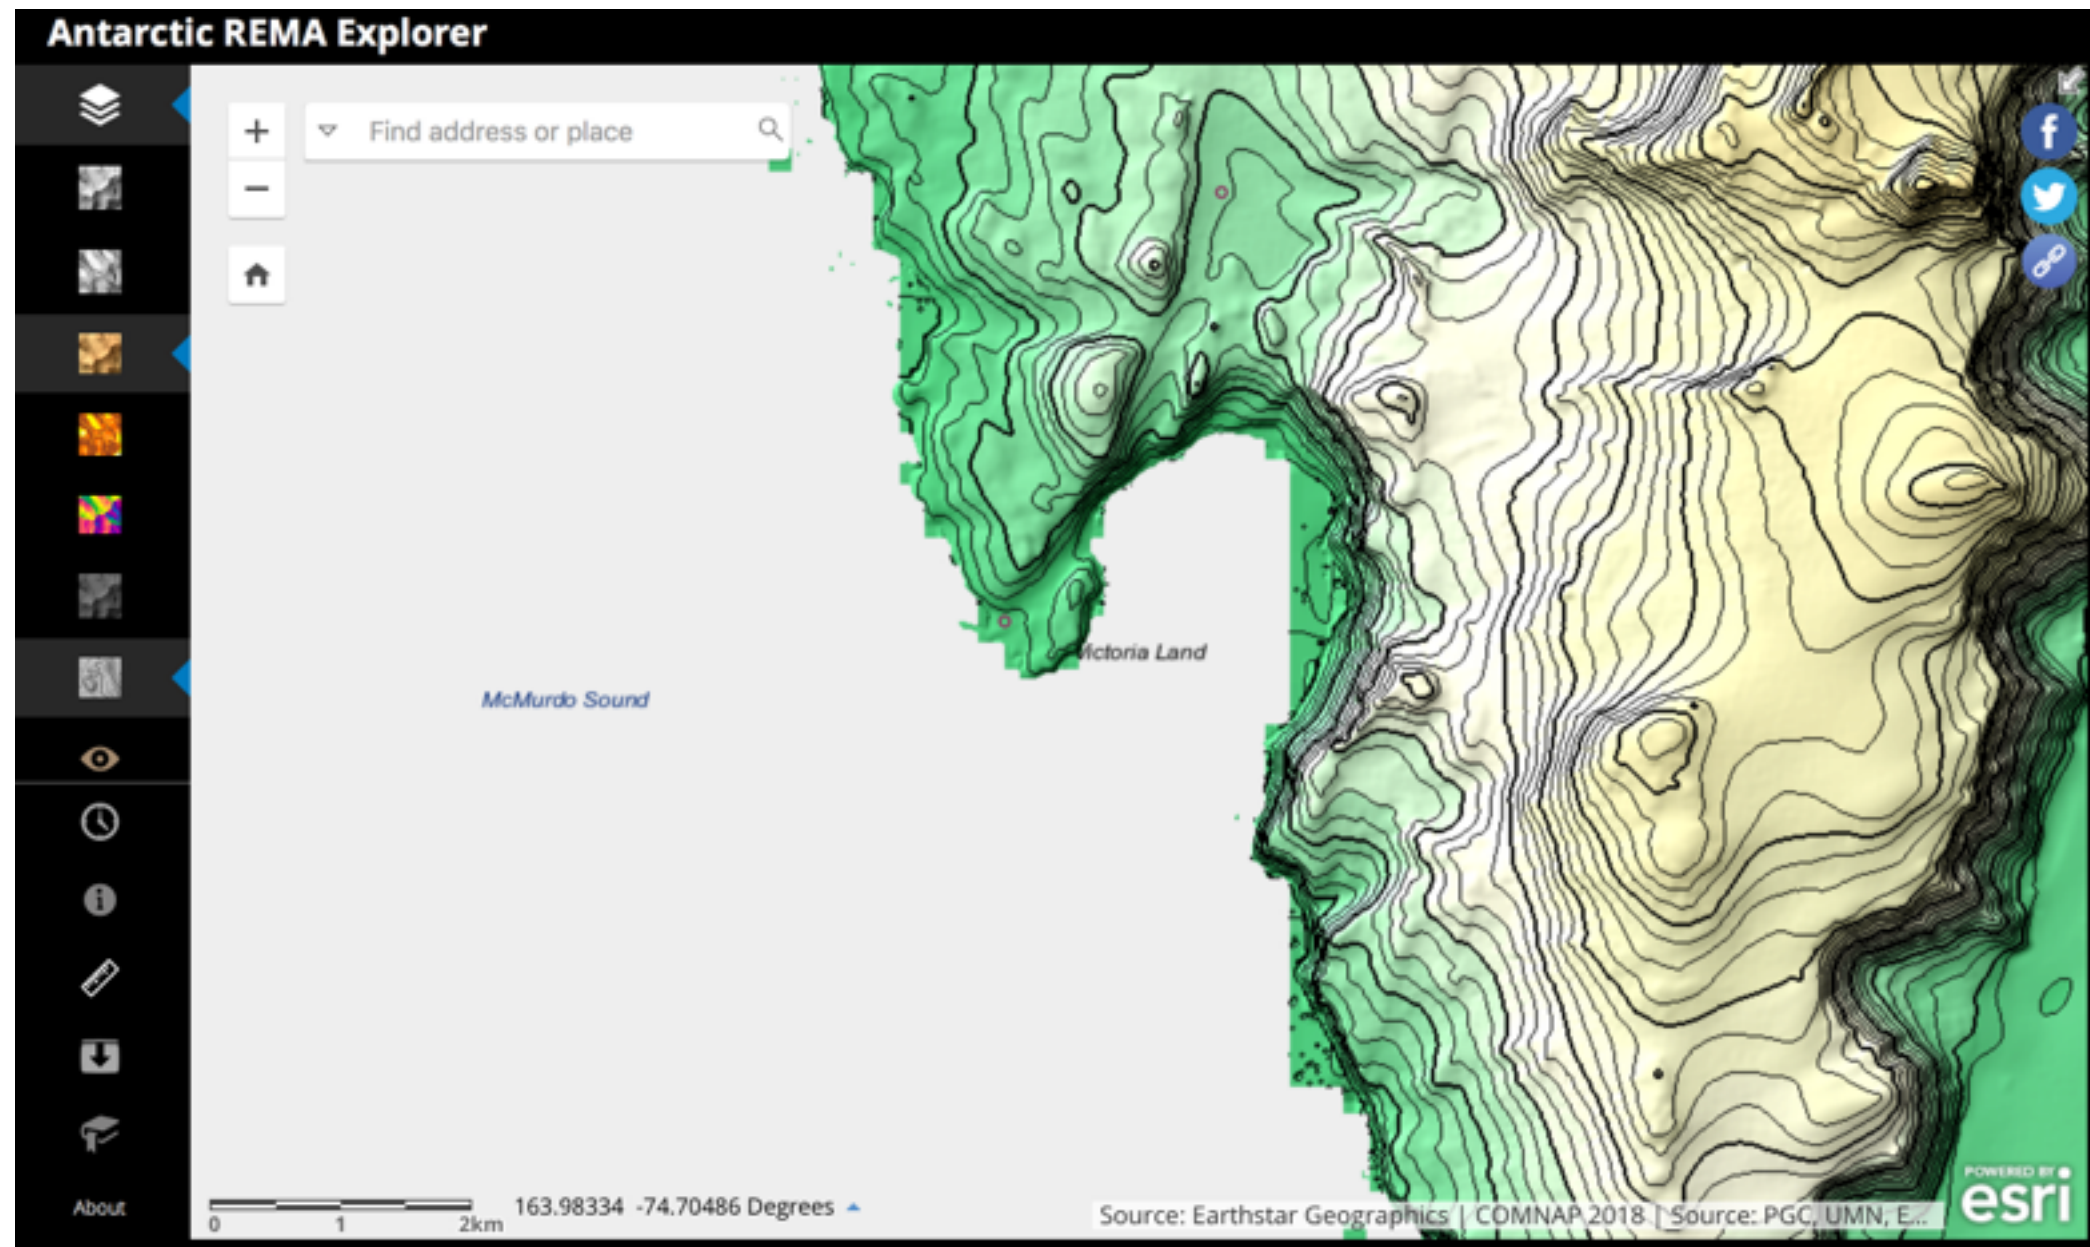 Antarctic REMA Explorer
+
Find address or place
−
McMurdo Sound
Victoria Land
About
0 1 2km
163.98334 -74.70486 Degrees
Source: Earthstar Geographics | COMNAP 2018 | Source: PGC, UMN, E...
POWERED BY
esri